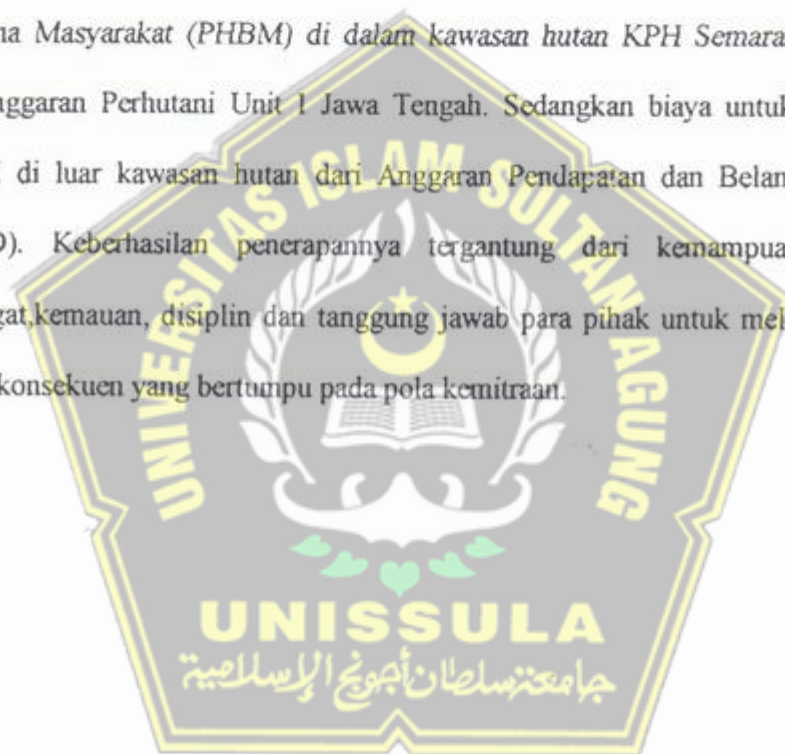 na Masyarakat (PHBM) di dalam kawasan hutan KPH Semara
nggaran Perhutani Unit 1 Jawa Tengah. Sedangkan biaya untuk
di luar kawasan hutan dari Anggaran Pendapatan dan Belan
). Keberhasilan penerapannya tergantung dari kemampua
gat,kemauan, disiplin dan tanggung jawab para pihak untuk mel
konsekuen yang bertumpu pada pola kemitraan.
UNIVERSITAS ISLAM SULTAN AGUNG
UNISSULA
جامعة سلطان أجونج الإسلامية